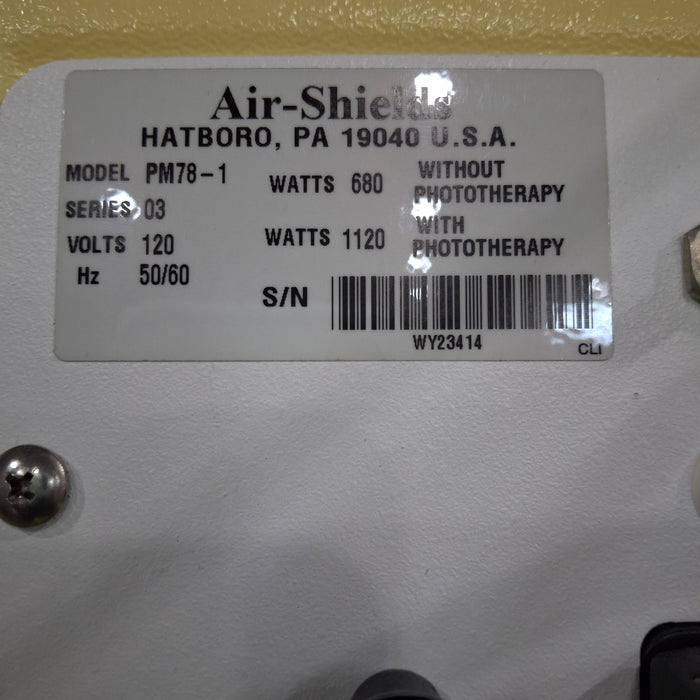 Air-Shields
HATBORO, PA 19040 U.S.A.
MODEL PM78-1
SERIES 03
VOLTS 120
Hz 50/60
WATTS 680 WITHOUT PHOTOTHERAPY
WATTS 1120 WITH PHOTOTHERAPY
S/N
WY23414
CLI